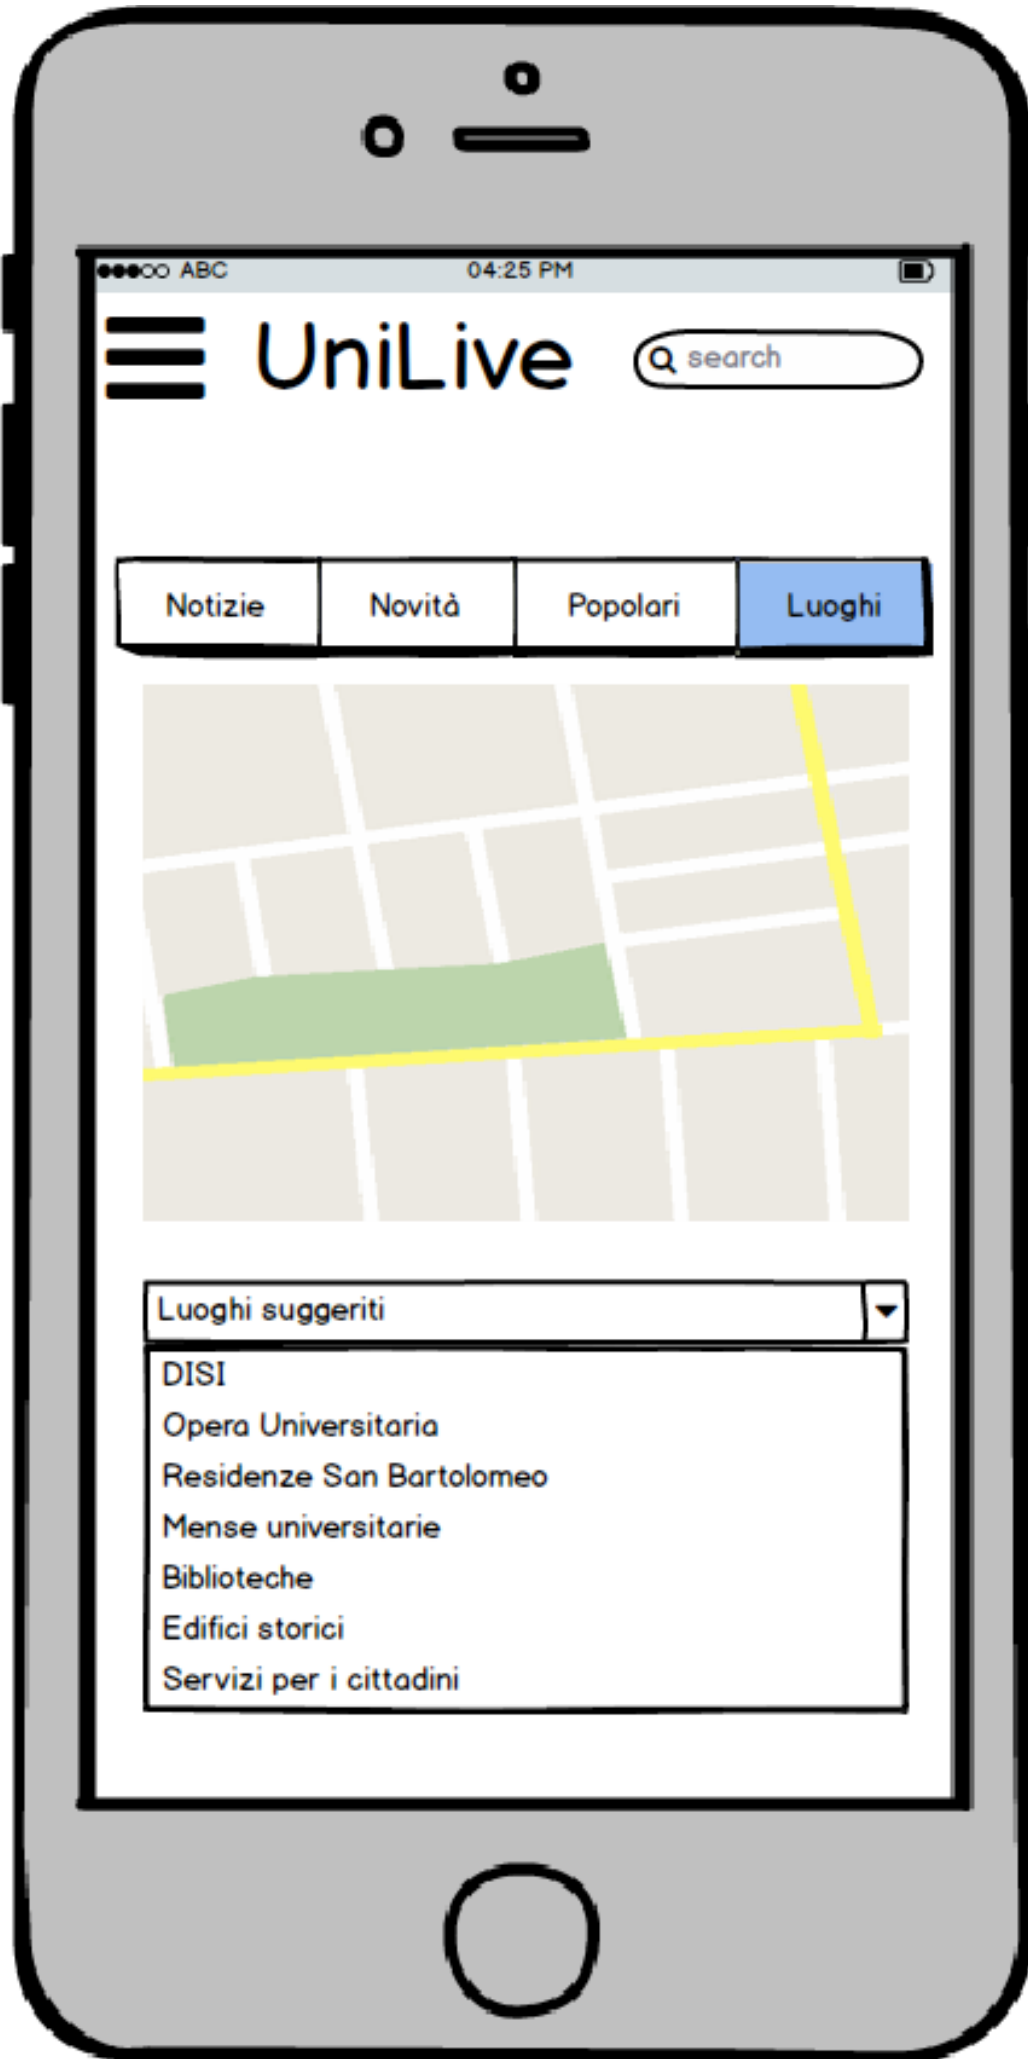 ABC 04:25 PM
UniLive search
Notizie Novità Popolari Luoghi
Luoghi suggeriti
DISI
Opera Universitaria
Residenze San Bartolomeo
Mense universitarie
Biblioteche
Edifici storici
Servizi per i cittadini